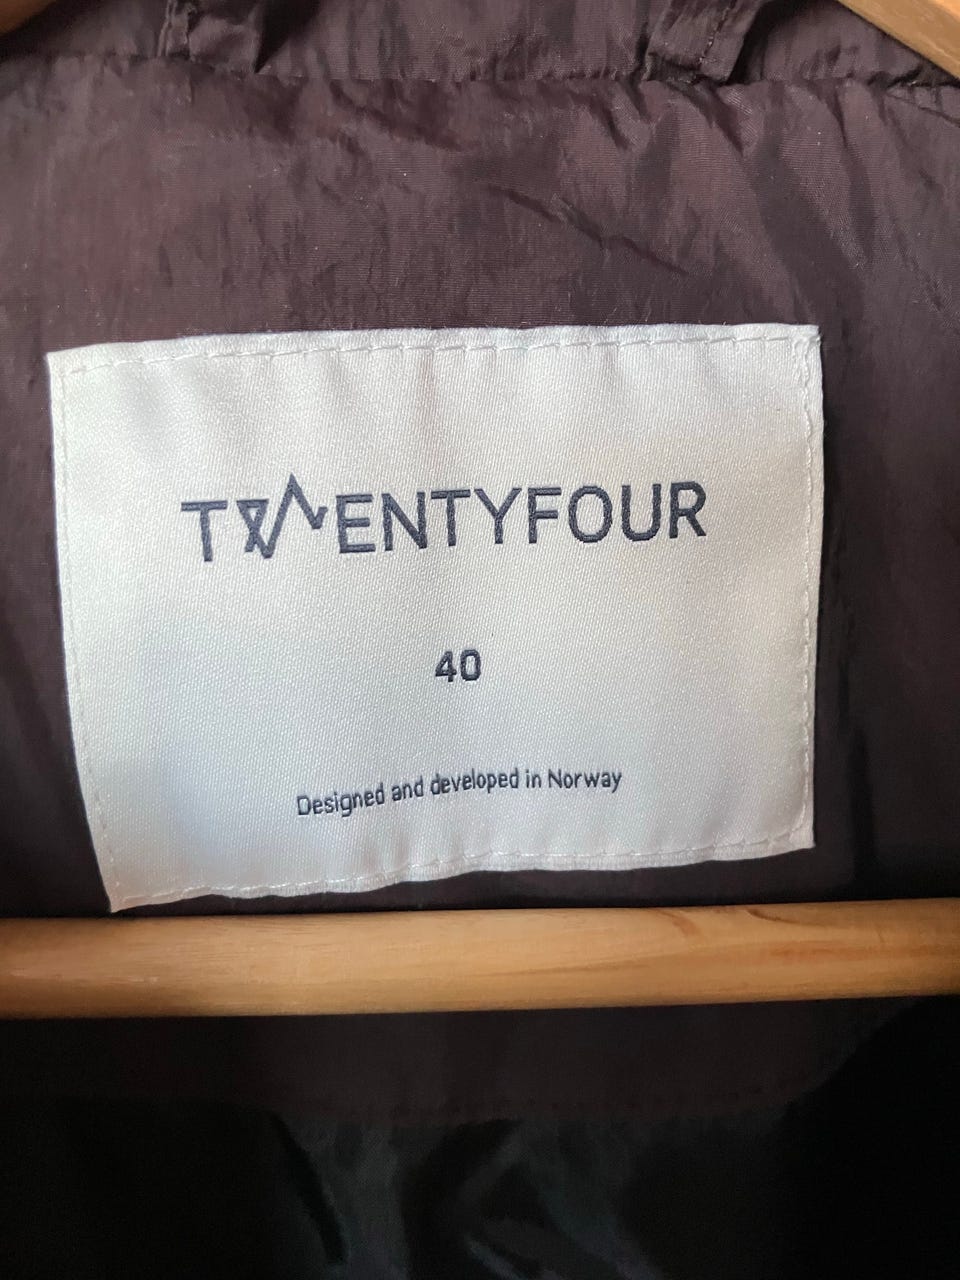 TWENTYFOUR
40
Designed and developed in Norway